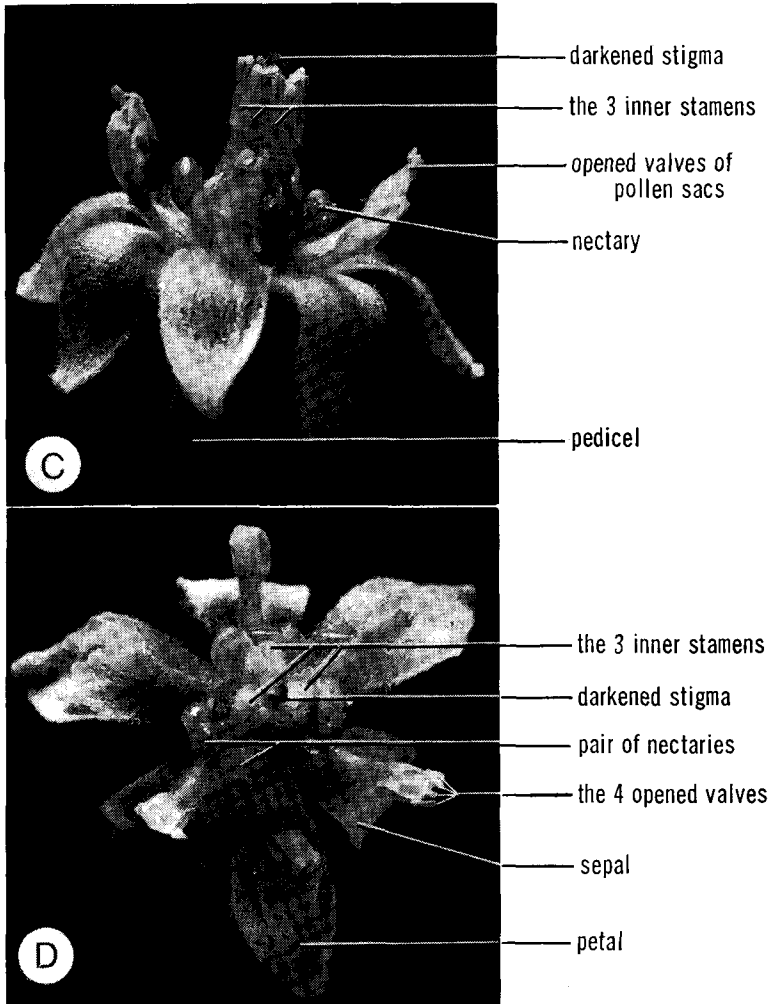 darkened stigma
the 3 inner stamens
opened valves of
pollen sacs
nectary
pedicel
C
the 3 inner stamens
darkened stigma
pair of nectaries
the 4 opened valves
sepal
petal
D